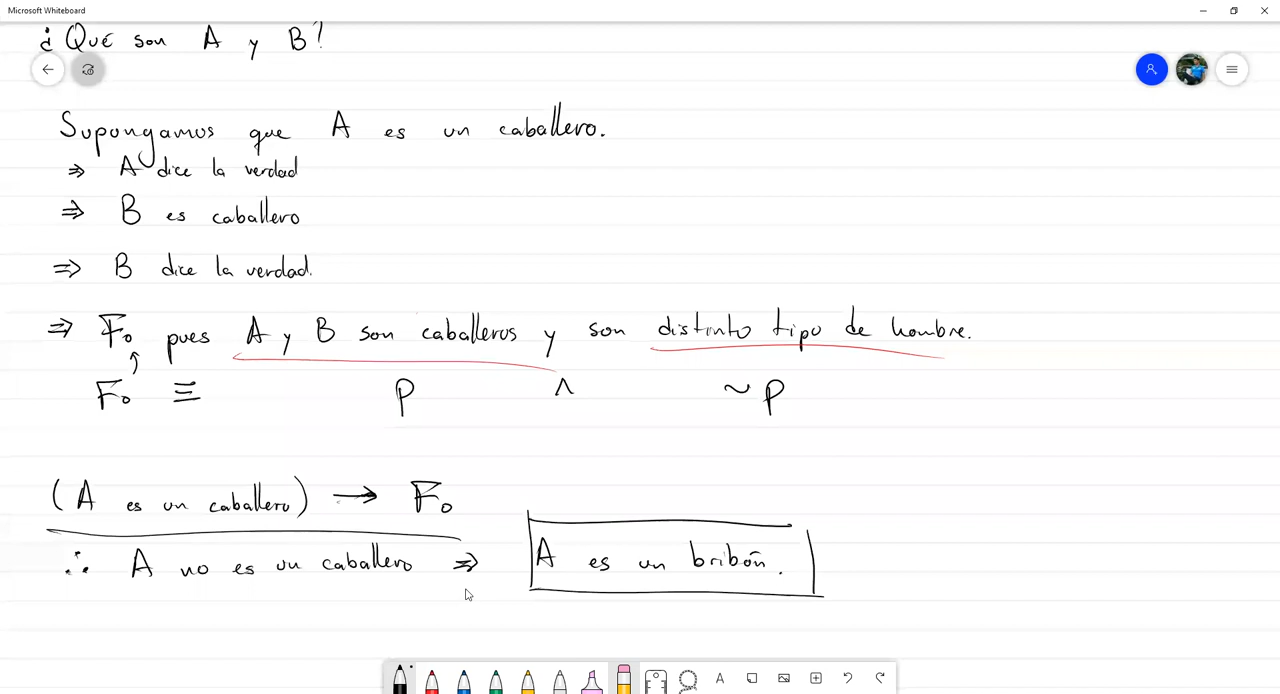 Microsoft Whiteboard
¿Qué son A y B?
Supongamos que A es un caballero.
⇒ A dice la verdad
⇒ B es caballero
⇒ B dice la verdad.
⇒ F₀ pues A y B son caballeros y son distinto tipo de hombre.
↑
F₀ ≡ p ∧ ~p
(A es un caballero) → F₀
∴ A no es un caballero ⇒ A es un bribón.
A